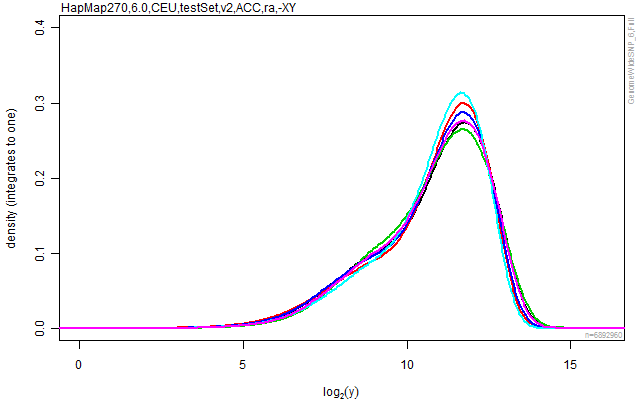 HapMap270,6.0,CEU,testSet,v2,ACC,ra,-XY
GenomeWideSNP_6,Full
density (integrates to one)
0.4
0.3
0.2
0.1
0.0
n=6892960
0 5 10 15
log2(y)